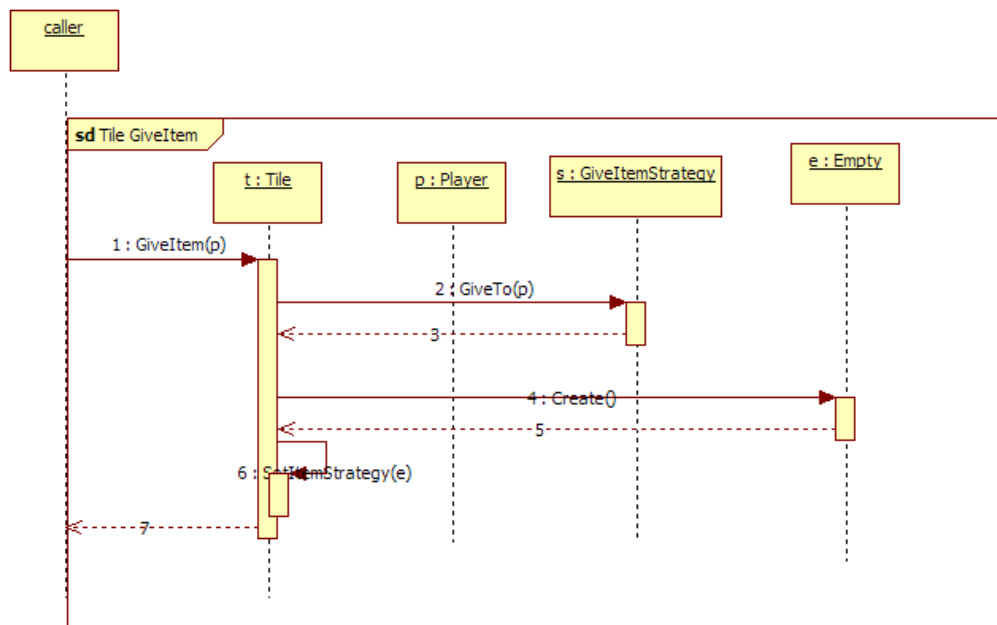 caller
sd Tile GiveItem
t : Tile
p : Player
s : GiveItemStrategy
e : Empty
1 : GiveItem(p)
2 : GiveTo(p)
3
4 : Create()
5
6 : SetItemStrategy(e)
7